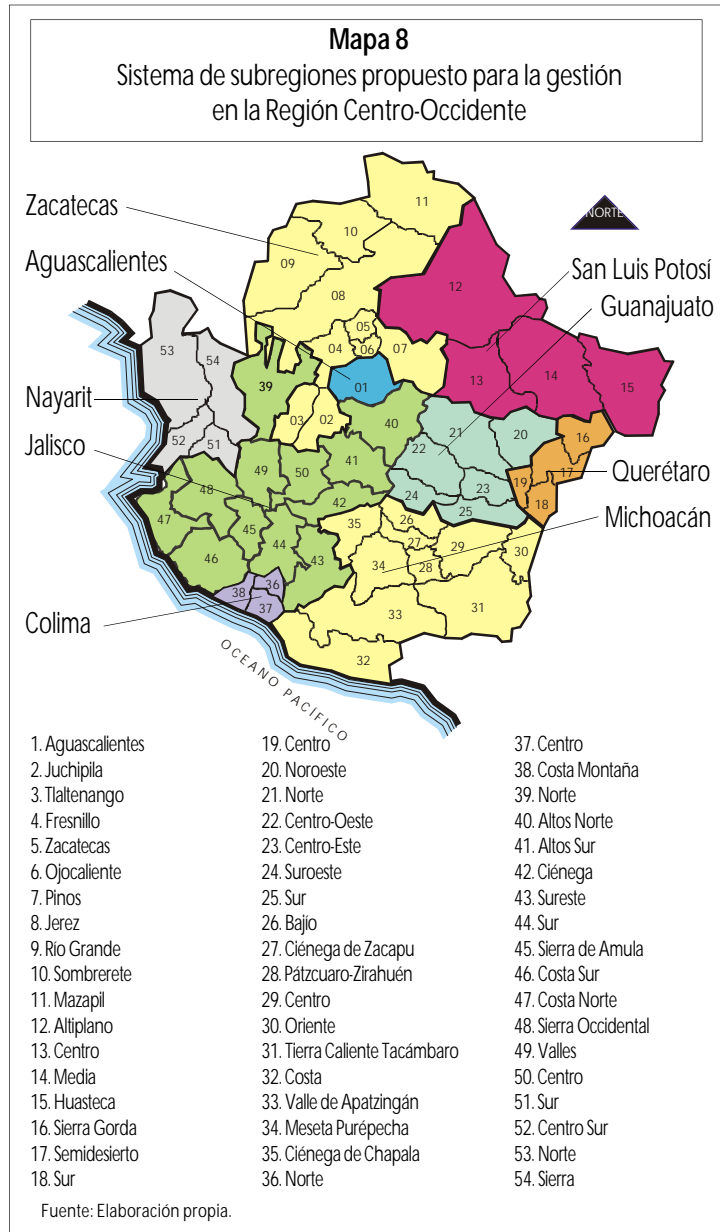 Mapa 8
Sistema de subregiones propuesto para la gestión
en la Región Centro-Occidente
Zacatecas
Aguascalientes
Nayarit
Jalisco
Colima
NORTE
San Luis Potosí
Guanajuato
Querétaro
Michoacán
11
10
09
12
08
05
04
06
07
53
54
39
01
13
14
15
03
02
40
21
20
16
52
51
49
50
41
22
17
19
23
18
48
42
24
25
47
45
35
26
27
29
30
46
44
43
34
28
38
36
37
33
31
32
OCEANO PACÍFICO
1. Aguascalientes
2. Juchipila
3. Tlaltenango
4. Fresnillo
5. Zacatecas
6. Ojocaliente
7. Pinos
8. Jerez
9. Río Grande
10. Sombrerete
11. Mazapil
12. Altiplano
13. Centro
14. Media
15. Huasteca
16. Sierra Gorda
17. Semidesierto
18. Sur
19. Centro
20. Noroeste
21. Norte
22. Centro-Oeste
23. Centro-Este
24. Suroeste
25. Sur
26. Bajío
27. Ciénega de Zacapu
28. Pátzcuaro-Zirahuén
29. Centro
30. Oriente
31. Tierra Caliente Tacámbaro
32. Costa
33. Valle de Apatzingán
34. Meseta Purépecha
35. Ciénega de Chapala
36. Norte
37. Centro
38. Costa Montaña
39. Norte
40. Altos Norte
41. Altos Sur
42. Ciénega
43. Sureste
44. Sur
45. Sierra de Amula
46. Costa Sur
47. Costa Norte
48. Sierra Occidental
49. Valles
50. Centro
51. Sur
52. Centro Sur
53. Norte
54. Sierra
Fuente: Elaboración propia.